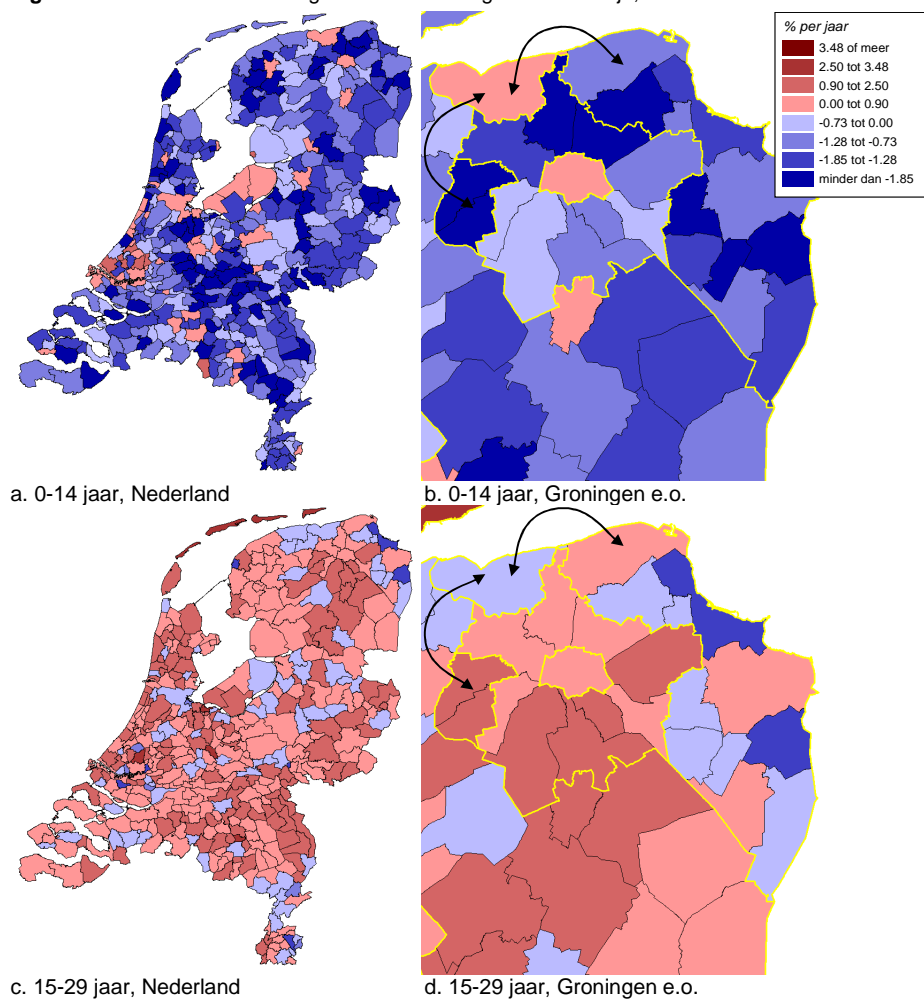 % per jaar
3.48 of meer
2.50 tot 3.48
0.90 tot 2.50
0.00 tot 0.90
-0.73 tot 0.00
-1.28 tot -0.73
-1.85 tot -1.28
minder dan -1.85
a. 0-14 jaar, Nederland
b. 0-14 jaar, Groningen e.o.
c. 15-29 jaar, Nederland
d. 15-29 jaar, Groningen e.o.